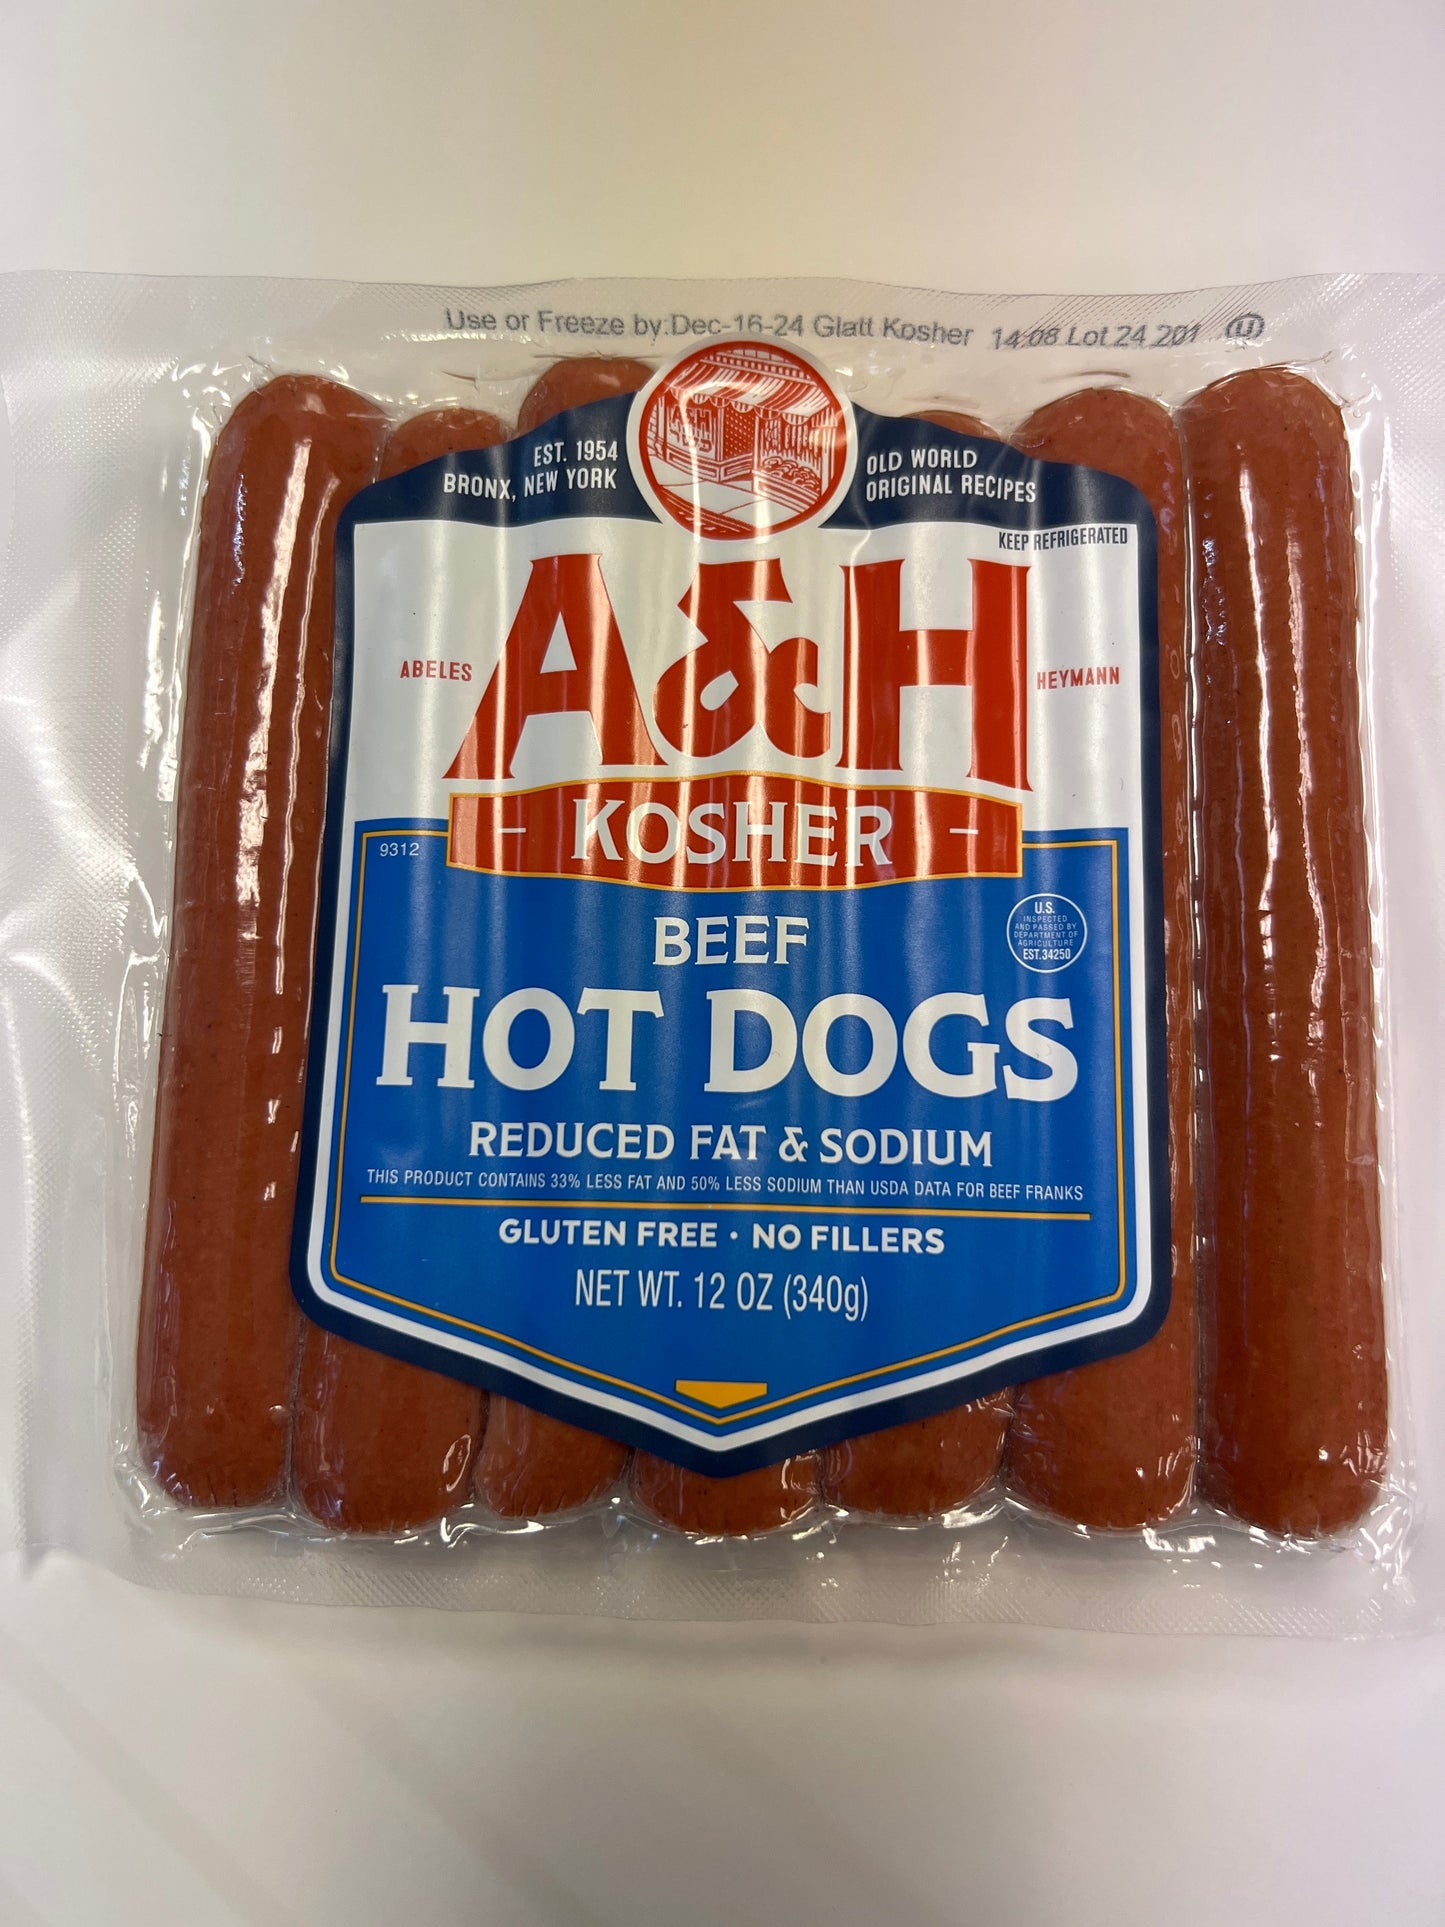 Use or Freeze by:Dec-16-24 Glatt Kosher 14:08 Lot 24 201 U
EST. 1954
BRONX, NEW YORK
A&H
OLD WORLD
ORIGINAL RECIPES
KEEP REFRIGERATED
ABELES
A&H
HEYMANN
– KOSHER –
9312
BEEF
U.S.
INSPECTED
AND PASSED BY
DEPARTMENT OF
AGRICULTURE
EST.34250
HOT DOGS
REDUCED FAT & SODIUM
THIS PRODUCT CONTAINS 33% LESS FAT AND 50% LESS SODIUM THAN USDA DATA FOR BEEF FRANKS
GLUTEN FREE • NO FILLERS
NET WT. 12 OZ (340g)